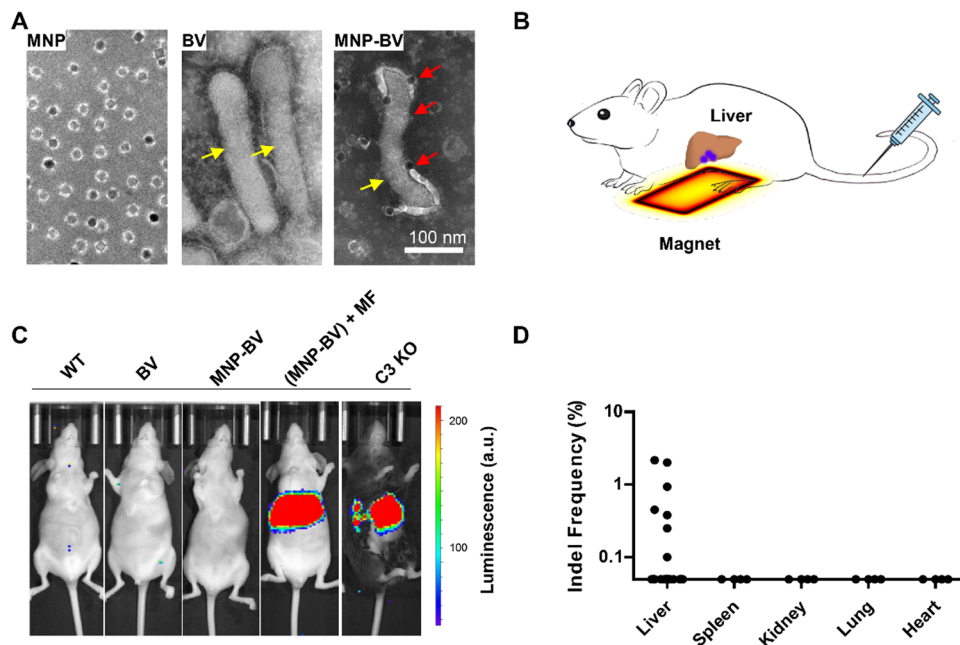 A
MNP
BV
MNP-BV
100 nm
B
Liver
Magnet
C
WT
BV
MNP-BV
(MNP-BV) + MF
C3 KO
200
100
Luminescence (a.u.)
D
Indel Frequency (%)
10
1
0.1
Liver
Spleen
Kidney
Lung
Heart